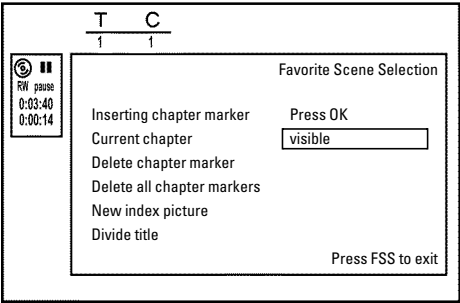 T C
1 1
RW pause
0:03:40
0:00:14
Favorite Scene Selection
Inserting chapter marker Press OK
Current chapter visible
Delete chapter marker
Delete all chapter markers
New index picture
Divide title
Press FSS to exit